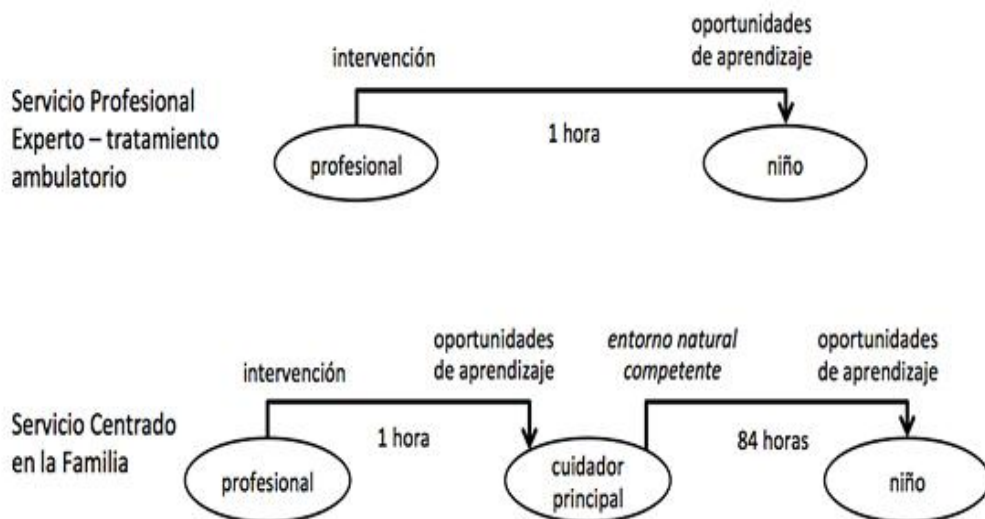 oportunidades
de aprendizaje
intervención
Servicio Profesional
Experto – tratamiento
ambulatorio
1 hora
profesional
niño
oportunidades
de aprendizaje
entorno natural
competente
oportunidades
de aprendizaje
intervención
Servicio Centrado
en la Familia
1 hora
84 horas
profesional
cuidador
principal
niño